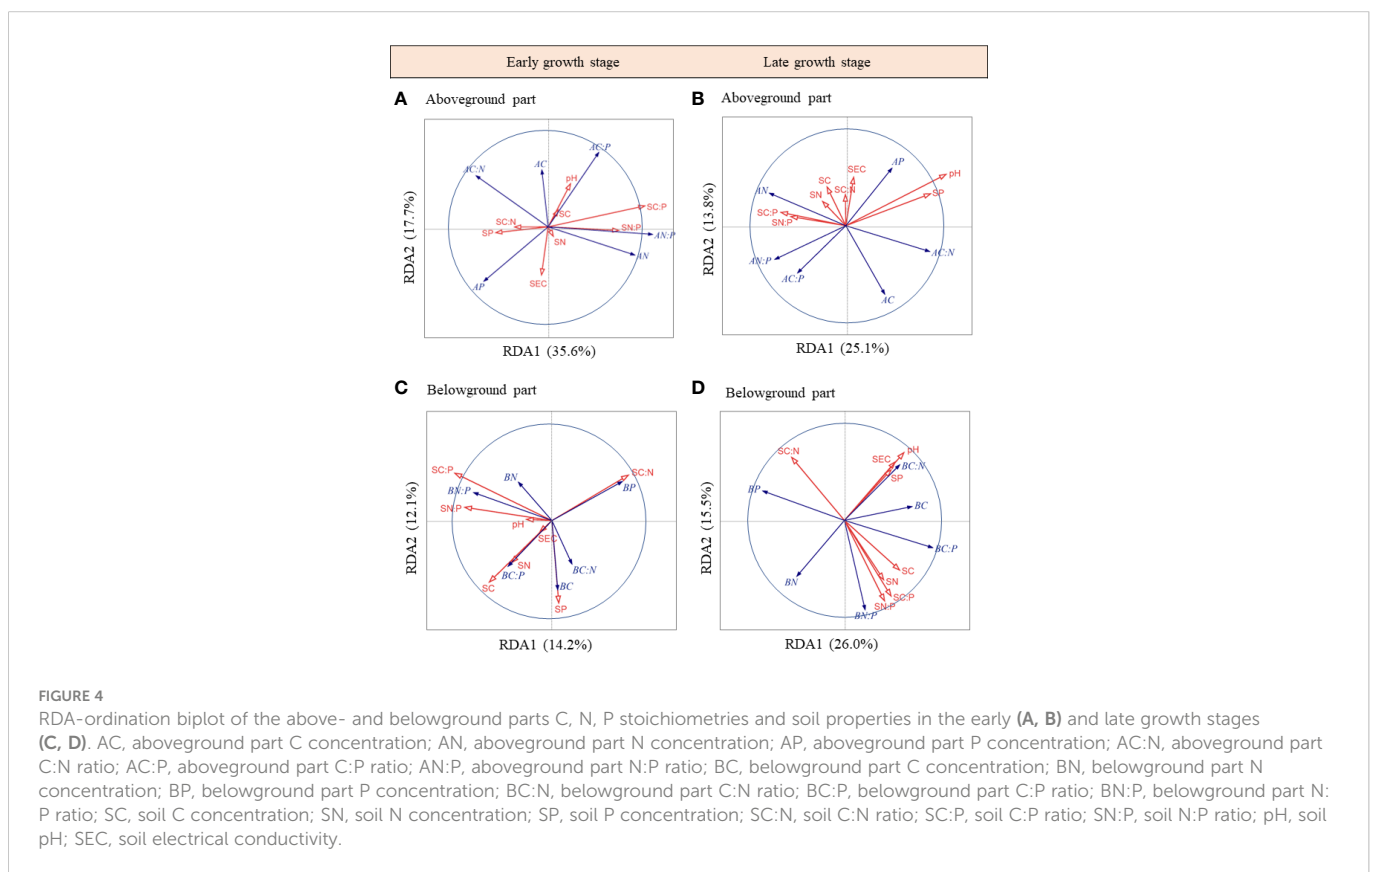 Early growth stage Late growth stage
A Aboveground part
B Aboveground part
AC:P
AC:N
AC
pH
SC
SC:P
SC:N
SP
SN:P
AN:P
SN
AN
SEC
AP
RDA2 (17.7%)
RDA1 (35.6%)
AP
SEC
pH
SC
AN
SN
SC:N
SP
SC:P
SN:P
AC:N
AN:P
AC:P
AC
RDA2 (13.8%)
RDA1 (25.1%)
C Belowground part
D Belowground part
SC:P
BN
SC:N
BN:P
BP
SN:P
pH
SEC
SN
BC:P
BC:N
SC
BC
SP
RDA2 (12.1%)
RDA1 (14.2%)
SC:N
pH
SEC
BC:N
SP
BP
BC
BC:P
SC
BN
SN
SC:P
SN:P
BN:P
RDA2 (15.5%)
RDA1 (26.0%)
FIGURE 4
RDA-ordination biplot of the above- and belowground parts C, N, P stoichiometries and soil properties in the early (A, B) and late growth stages
(C, D). AC, aboveground part C concentration; AN, aboveground part N concentration; AP, aboveground part P concentration; AC:N, aboveground part
C:N ratio; AC:P, aboveground part C:P ratio; AN:P, aboveground part N:P ratio; BC, belowground part C concentration; BN, belowground part N
concentration; BP, belowground part P concentration; BC:N, belowground part C:N ratio; BC:P, belowground part C:P ratio; BN:P, belowground part N:
P ratio; SC, soil C concentration; SN, soil N concentration; SP, soil P concentration; SC:N, soil C:N ratio; SC:P, soil C:P ratio; SN:P, soil N:P ratio; pH, soil
pH; SEC, soil electrical conductivity.